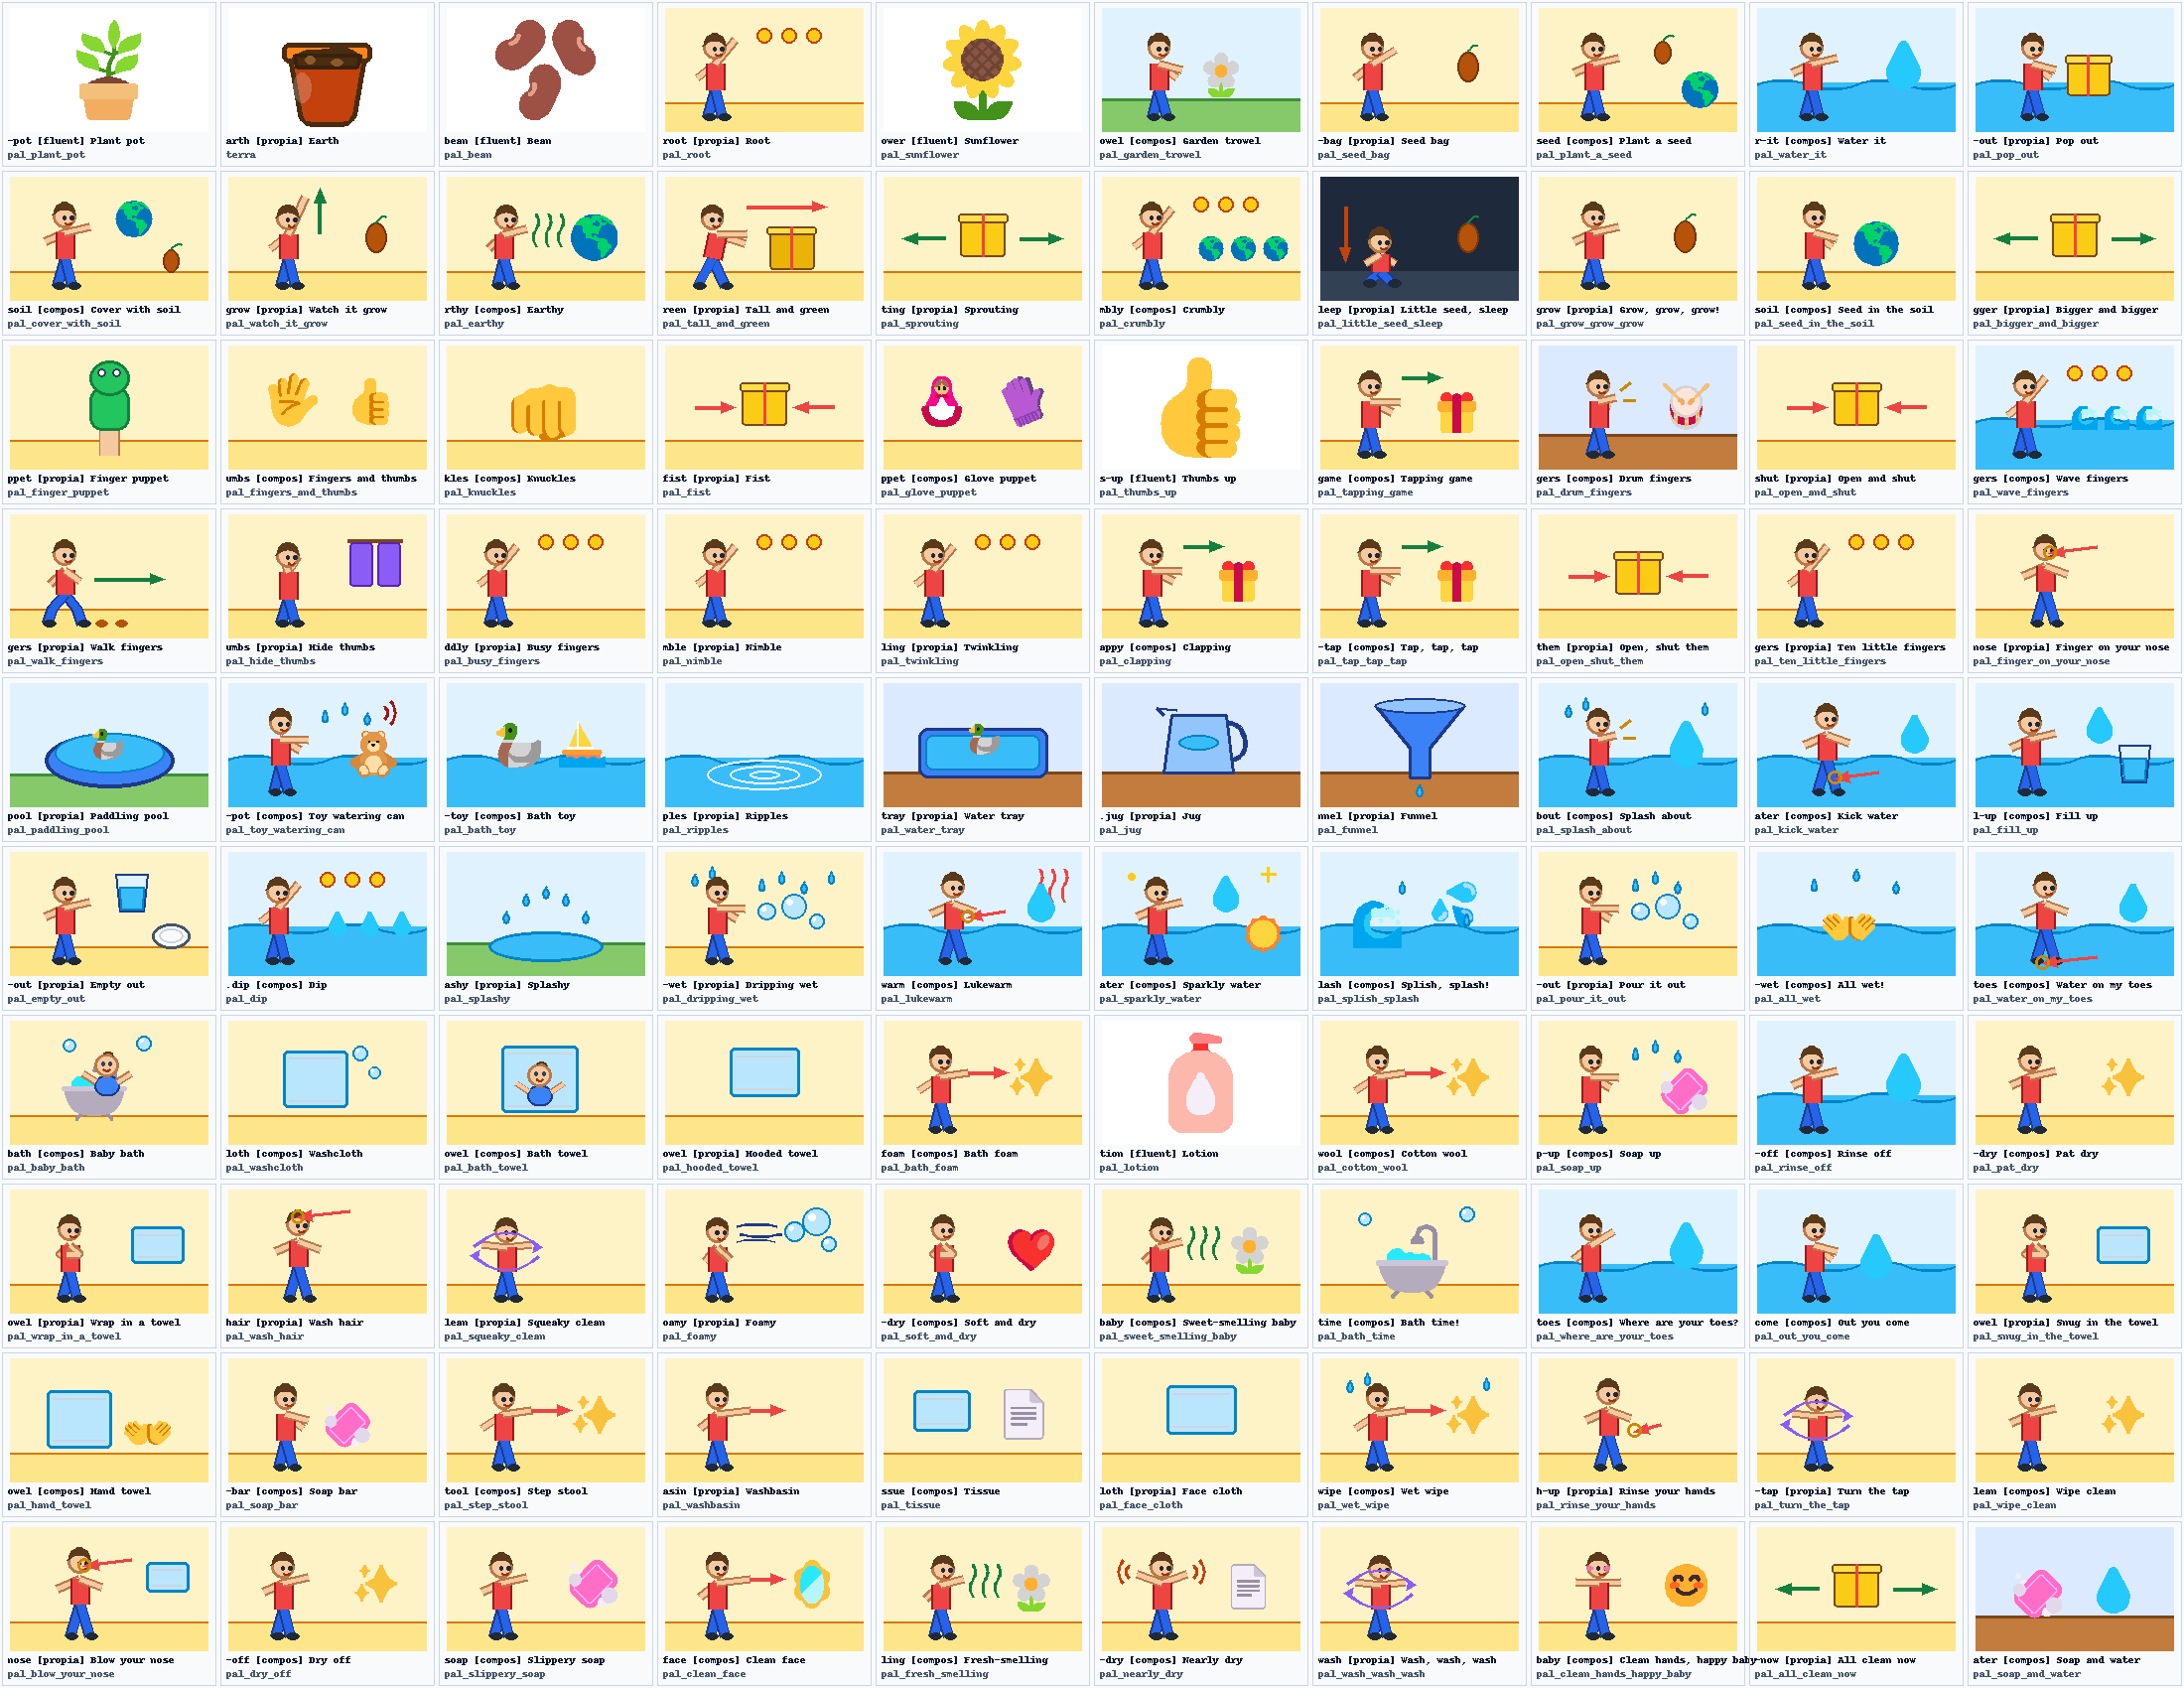 -pot [fluent] Plant pot
pal_plant_pot
arth [propia] Earth
terra
bean [fluent] Bean
pal_bean
root [propia] Root
pal_root
ower [fluent] Sunflower
pal_sunflower
owel [compos] Garden trowel
pal_garden_trowel
-bag [propia] Seed bag
pal_seed_bag
seed [compos] Plant a seed
pal_plant_a_seed
r-it [compos] Water it
pal_water_it
-out [propia] Pop out
pal_pop_out
soil [compos] Cover with soil
pal_cover_with_soil
grow [propia] Watch it grow
pal_watch_it_grow
rthy [compos] Earthy
pal_earthy
reen [propia] Tall and green
pal_tall_and_green
ting [propia] Sprouting
pal_sprouting
mbly [compos] Crumbly
pal_crumbly
leep [propia] Little seed, sleep
pal_little_seed_sleep
grow [propia] Grow, grow, grow!
pal_grow_grow_grow
soil [compos] Seed in the soil
pal_seed_in_the_soil
gger [propia] Bigger and bigger
pal_bigger_and_bigger
ppet [propia] Finger puppet
pal_finger_puppet
umbs [compos] Fingers and thumbs
pal_fingers_and_thumbs
kles [compos] Knuckles
pal_knuckles
fist [propia] Fist
pal_fist
ppet [compos] Glove puppet
pal_glove_puppet
s-up [fluent] Thumbs up
pal_thumbs_up
game [compos] Tapping game
pal_tapping_game
gers [compos] Drum fingers
pal_drum_fingers
shut [propia] Open and shut
pal_open_and_shut
gers [compos] Wave fingers
pal_wave_fingers
gers [propia] Walk fingers
pal_walk_fingers
umbs [propia] Hide thumbs
pal_hide_thumbs
ddly [propia] Busy fingers
pal_busy_fingers
mble [propia] Nimble
pal_nimble
ling [propia] Twinkling
pal_twinkling
appy [compos] Clapping
pal_clapping
-tap [compos] Tap, tap, tap
pal_tap_tap_tap
them [propia] Open, shut them
pal_open_shut_them
gers [propia] Ten little fingers
pal_ten_little_fingers
nose [propia] Finger on your nose
pal_finger_on_your_nose
pool [propia] Paddling pool
pal_paddling_pool
-pot [compos] Toy watering can
pal_toy_watering_can
-toy [compos] Bath toy
pal_bath_toy
ples [propia] Ripples
pal_ripples
tray [propia] Water tray
pal_water_tray
.jug [propia] Jug
pal_jug
nnel [propia] Funnel
pal_funnel
bout [compos] Splash about
pal_splash_about
ater [compos] Kick water
pal_kick_water
l-up [compos] Fill up
pal_fill_up
-out [propia] Empty out
pal_empty_out
.dip [compos] Dip
pal_dip
ashy [propia] Splashy
pal_splashy
-wet [propia] Dripping wet
pal_dripping_wet
warm [compos] Lukewarm
pal_lukewarm
ater [compos] Sparkly water
pal_sparkly_water
lash [compos] Splish, splash!
pal_splish_splash
-out [propia] Pour it out
pal_pour_it_out
-wet [compos] All wet!
pal_all_wet
toes [compos] Water on my toes
pal_water_on_my_toes
bath [compos] Baby bath
pal_baby_bath
loth [compos] Washcloth
pal_washcloth
owel [compos] Bath towel
pal_bath_towel
owel [propia] Hooded towel
pal_hooded_towel
foam [compos] Bath foam
pal_bath_foam
tion [fluent] Lotion
pal_lotion
wool [compos] Cotton wool
pal_cotton_wool
p-up [compos] Soap up
pal_soap_up
-off [compos] Rinse off
pal_rinse_off
-dry [compos] Pat dry
pal_pat_dry
owel [propia] Wrap in a towel
pal_wrap_in_a_towel
hair [propia] Wash hair
pal_wash_hair
lean [propia] Squeaky clean
pal_squeaky_clean
oamy [propia] Foamy
pal_foamy
-dry [compos] Soft and dry
pal_soft_and_dry
baby [compos] Sweet-smelling baby
pal_sweet_smelling_baby
time [compos] Bath time!
pal_bath_time
toes [compos] Where are your toes?
pal_where_are_your_toes
come [compos] Out you come
pal_out_you_come
owel [propia] Snug in the towel
pal_snug_in_the_towel
owel [compos] Hand towel
pal_hand_towel
-bar [compos] Soap bar
pal_soap_bar
tool [compos] Step stool
pal_step_stool
asin [propia] Washbasin
pal_washbasin
ssue [compos] Tissue
pal_tissue
loth [propia] Face cloth
pal_face_cloth
wipe [compos] Wet wipe
pal_wet_wipe
h-up [propia] Rinse your hands
pal_rinse_your_hands
-tap [propia] Turn the tap
pal_turn_the_tap
lean [compos] Wipe clean
pal_wipe_clean
nose [propia] Blow your nose
pal_blow_your_nose
-off [compos] Dry off
pal_dry_off
soap [compos] Slippery soap
pal_slippery_soap
face [compos] Clean face
pal_clean_face
ling [compos] Fresh-smelling
pal_fresh_smelling
-dry [compos] Nearly dry
pal_nearly_dry
wash [propia] Wash, wash, wash
pal_wash_wash_wash
baby [compos] Clean hands, happy baby
pal_clean_hands_happy_baby
-now [propia] All clean now
pal_all_clean_now
ater [compos] Soap and water
pal_soap_and_water